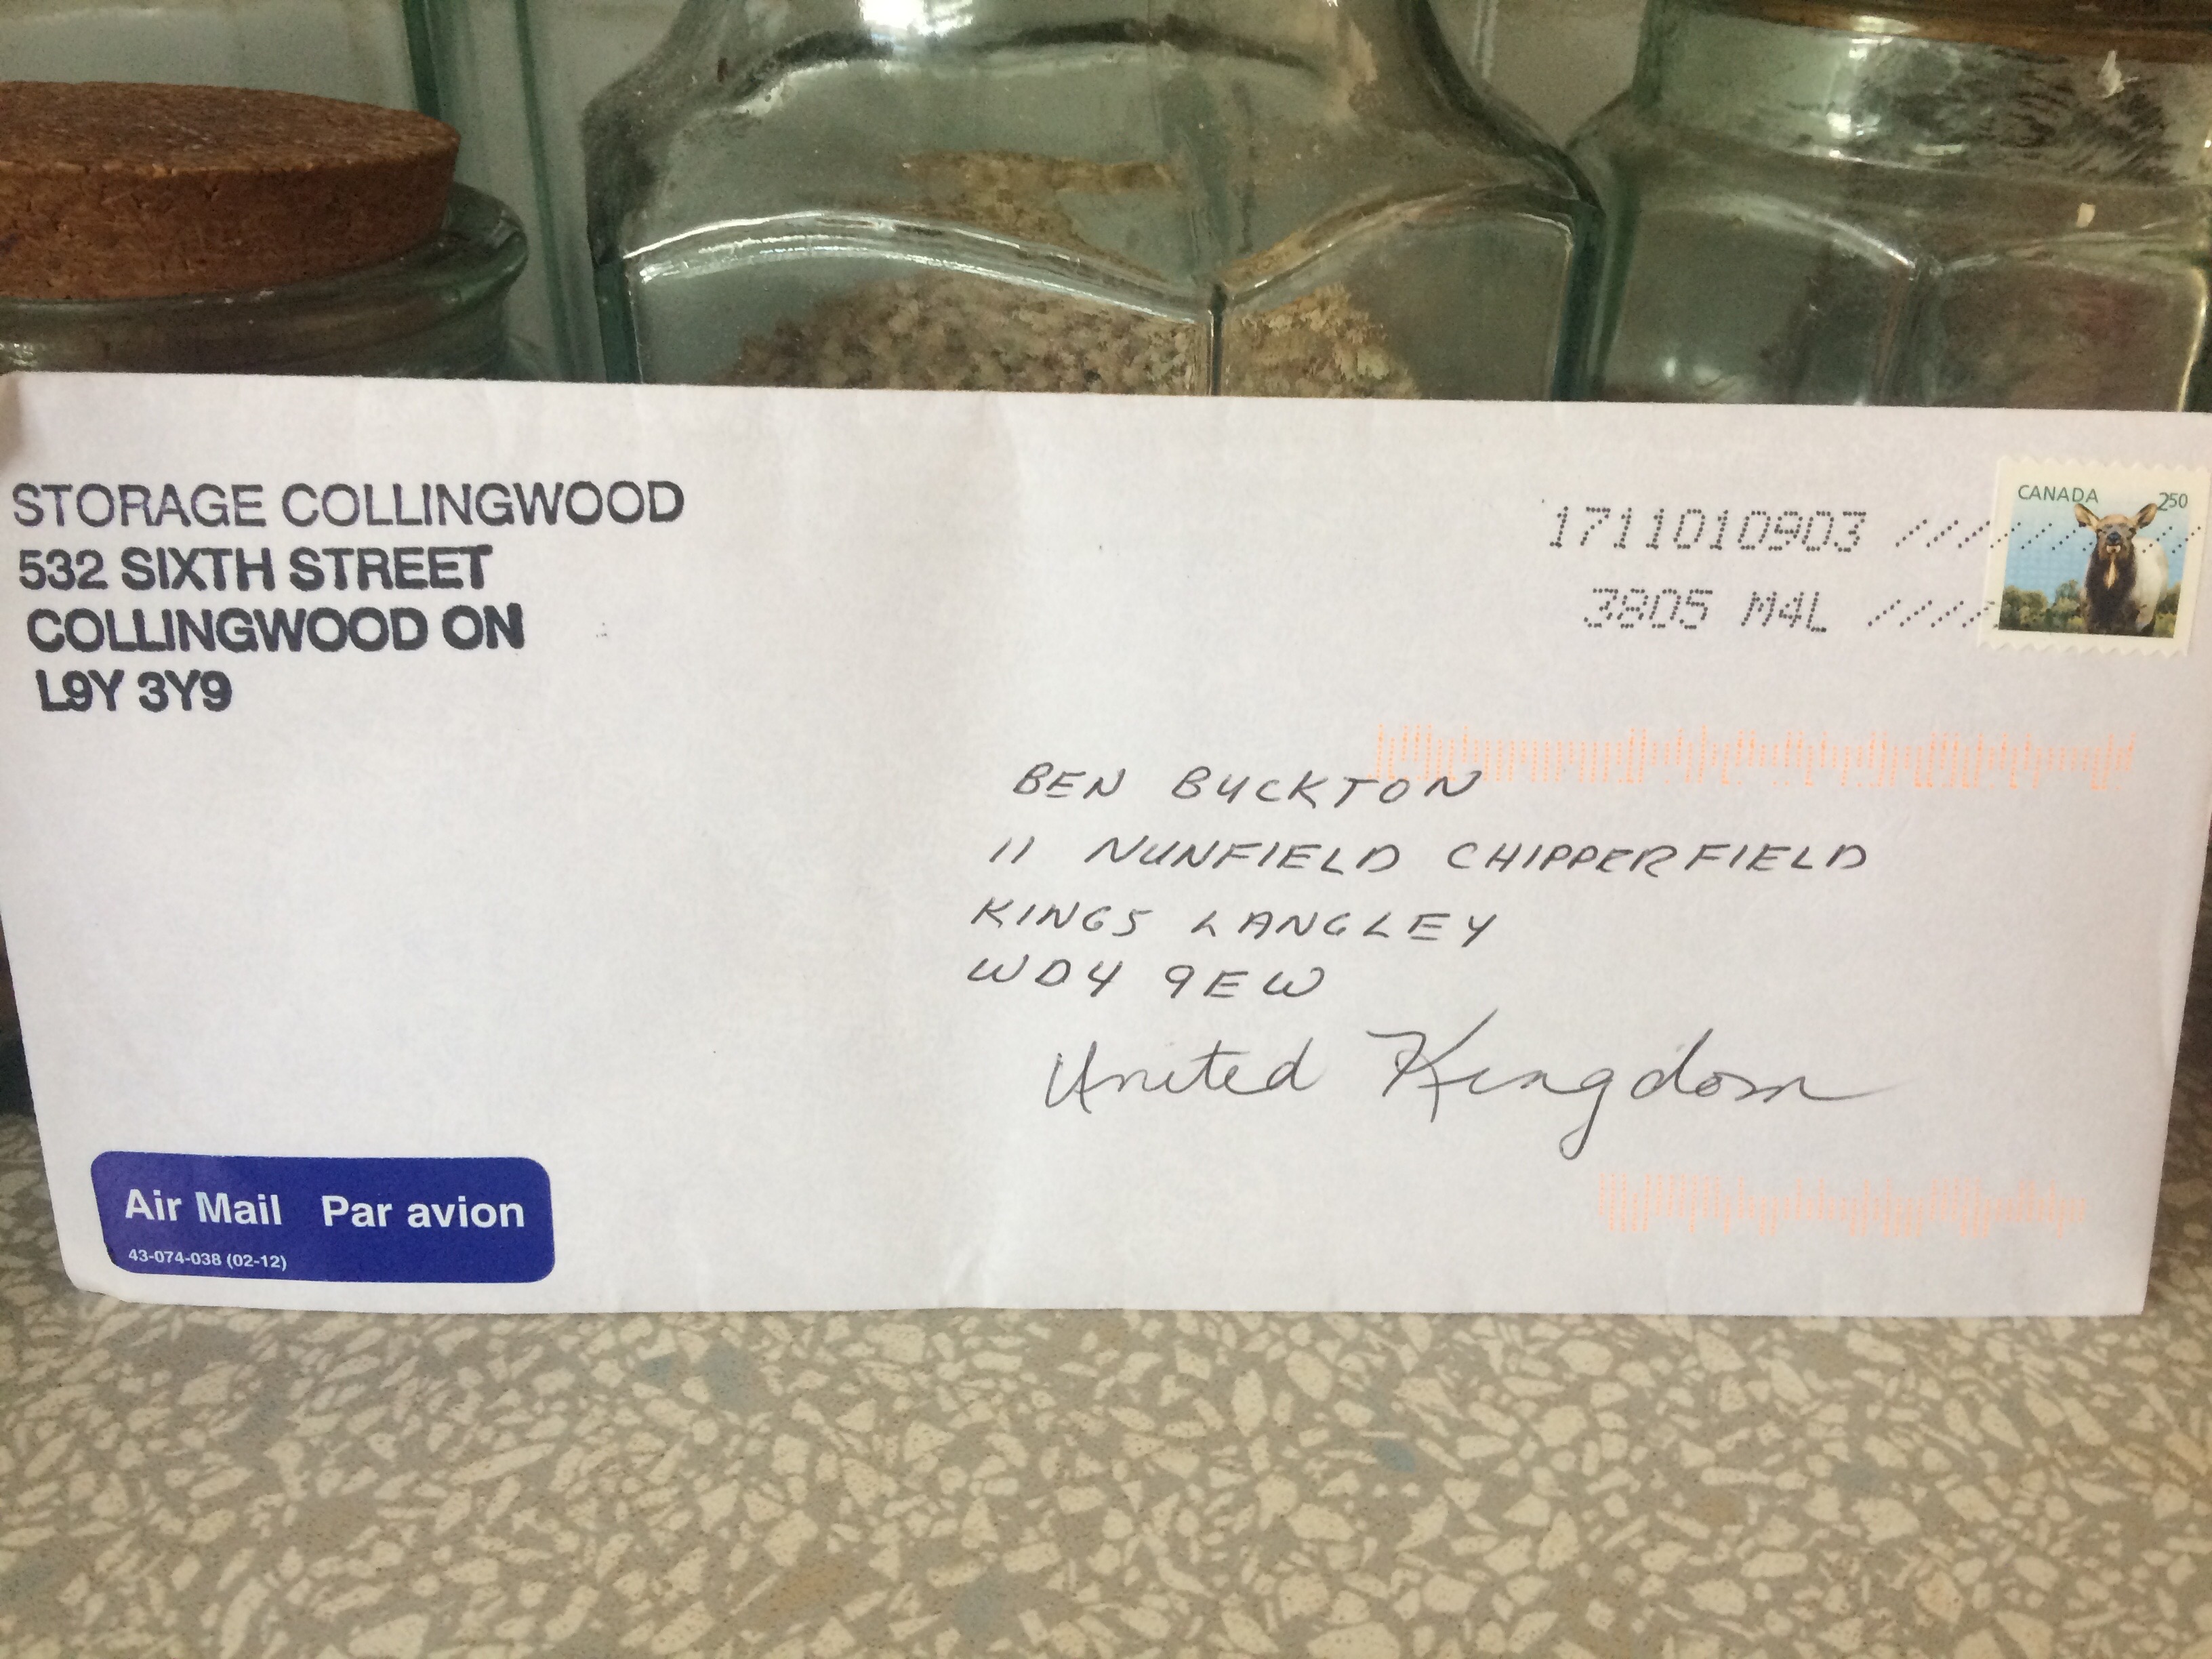 STORAGE COLLINGWOOD
532 SIXTH STREET
COLLINGWOOD ON
L9Y 3Y9
1711010903 /////
3805 M4L /////
CANADA 250
BEN BUCKTON
11 NUNFIELD CHIPPERFIELD
KINGS LANGLEY
WD4 9EW
United Kingdom
Air Mail Par avion
43-074-038 (02-12)